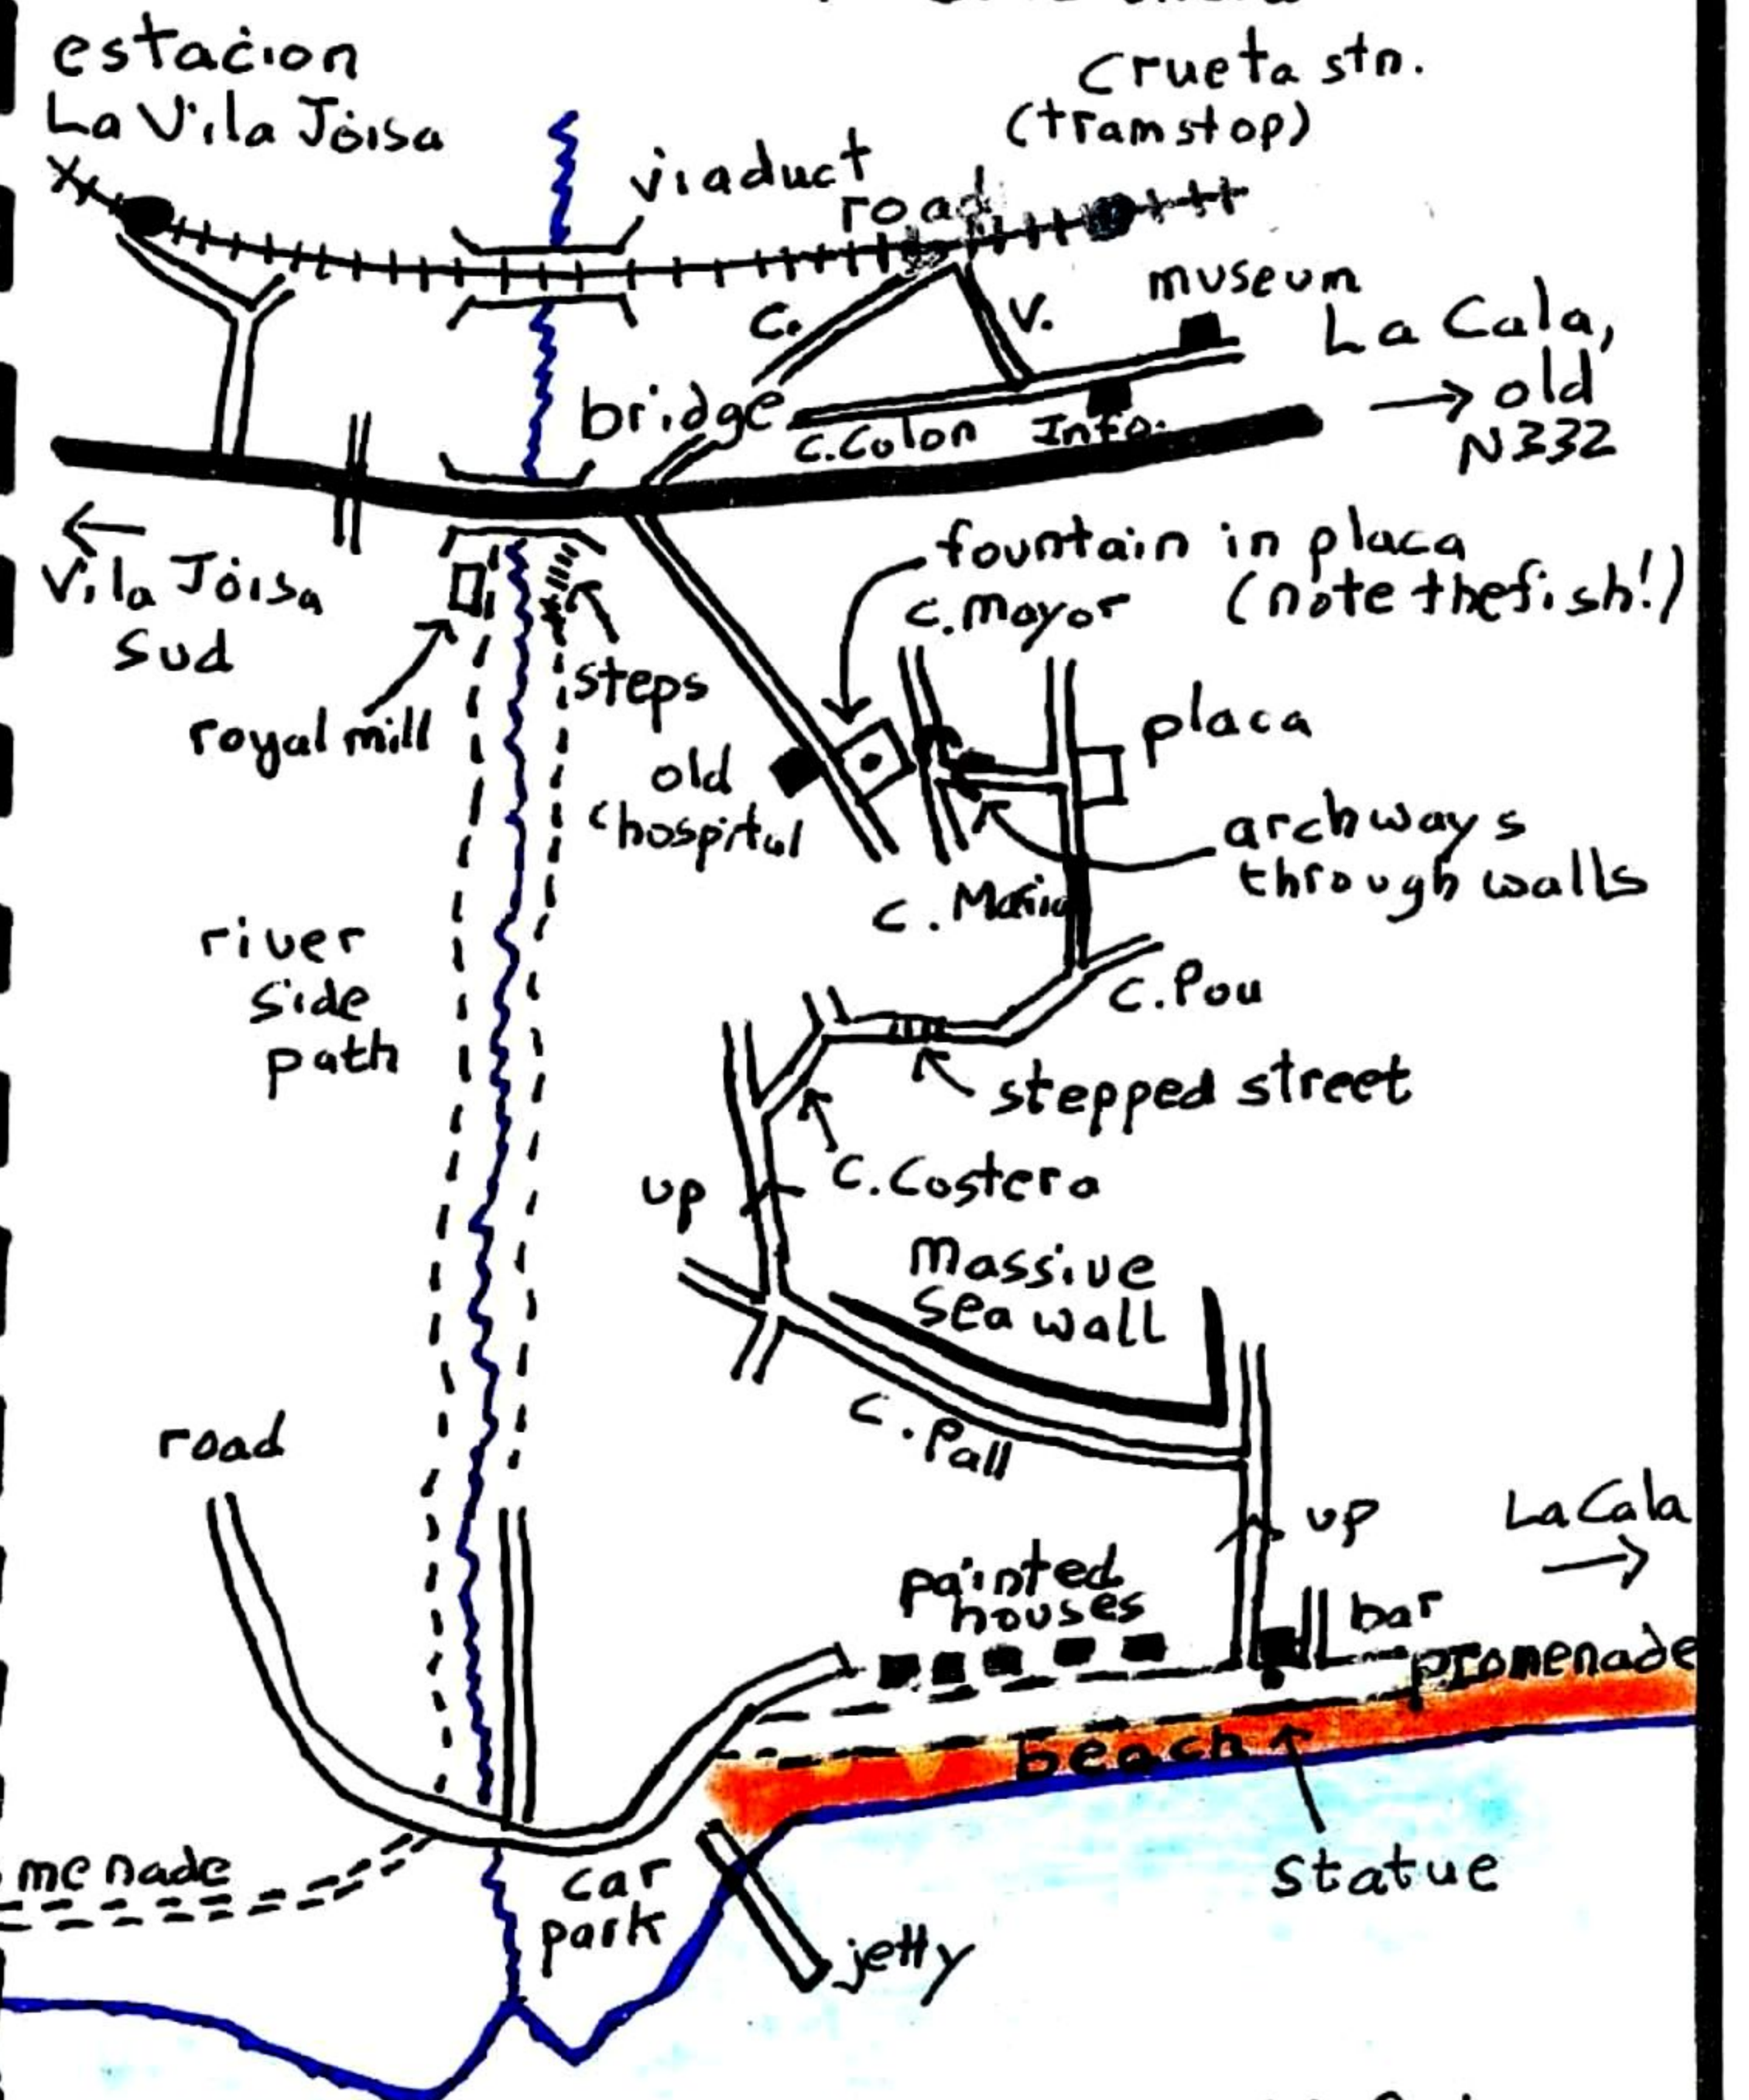 estacion
La Vila Joisa
Crueta stn.
(tramstop)
viaduct
road
museum
C.
V.
La Cala,
old
N332
bridge
C. Colon
Info.
Vila Joisa
Sud
fountain in placa
(note the fish!)
C. Mayor
steps
royal mill
placa
old
hospital
archways
through walls
C. Maria
river
side
path
C. Pou
stepped street
C. Costera
up
Massive
Sea wall
C. Pall
road
up
La Cala
painted
houses
bar
promenade
beach
menade
car
park
statue
jetty